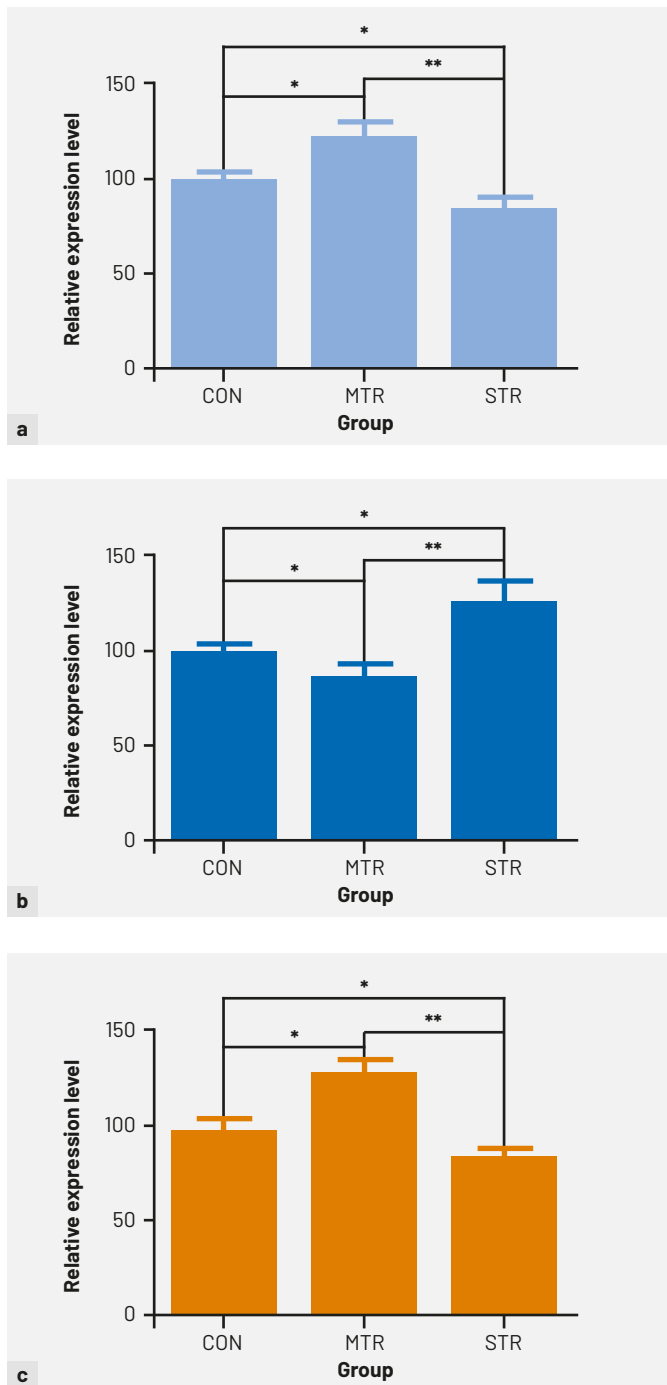 *
*
**
150
100
50
0
Relative expression level
CON MTR STR
Group
a
*
*
**
150
100
50
0
Relative expression level
CON MTR STR
Group
b
*
*
**
150
100
50
0
Relative expression level
CON MTR STR
Group
c